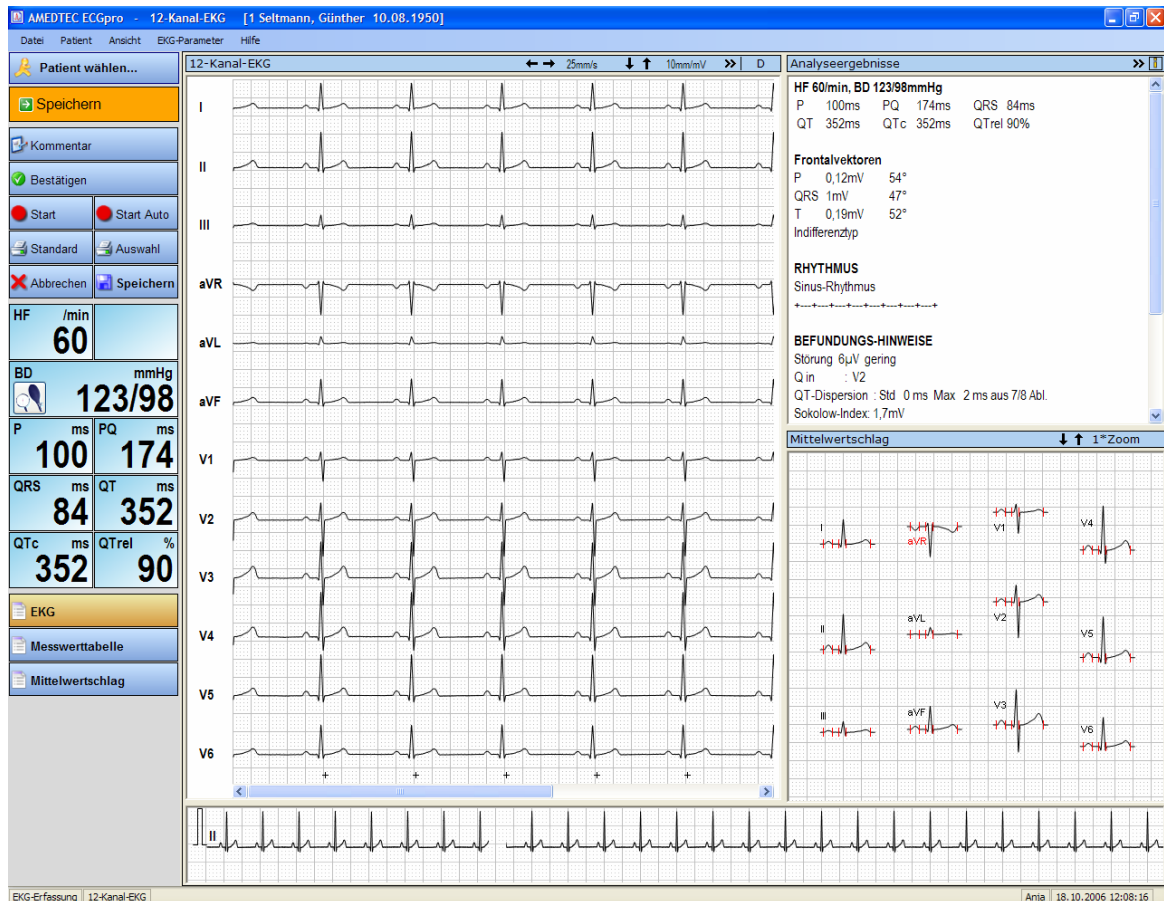 AMEDTEC ECGpro - 12-Kanal-EKG [1 Seltmann, Günther 10.08.1950]
Datei Patient Ansicht EKG-Parameter Hilfe
Patient wählen...
Speichern
Kommentar
Bestätigen
Start Start Auto
Standard Auswahl
Abbrechen Speichern
HF /min
60
BD mmHg
123/98
P ms PQ ms
100 174
QRS ms QT ms
84 352
QTc ms QTrel %
352 90
EKG
Messwerttabelle
Mittelwertschlag
12-Kanal-EKG 25mm/s 10mm/mV >> D
I
II
III
aVR
aVL
aVF
V1
V2
V3
V4
V5
V6
+ + + + +
Analyseergebnisse >>
HF 60/min, BD 123/98mmHg
P 100ms PQ 174ms QRS 84ms
QT 352ms QTc 352ms QTrel 90%
Frontalvektoren
P 0,12mV 54°
QRS 1mV 47°
T 0,19mV 52°
Indifferenztyp
RHYTHMUS
Sinus-Rhythmus
+---+---+---+---+---+---+---+---+
BEFUNDUNGS-HINWEISE
Störung 6µV gering
Q in : V2
QT-Dispersion : Std 0 ms Max 2 ms aus 7/8 Abl.
Sokolow-Index: 1,7mV
Mittelwertschlag 1*Zoom
I aVR V1 V4
II aVL V2 V5
III aVF V3 V6
II
EKG-Erfassung 12-Kanal-EKG Anja 18.10.2006 12:08:16